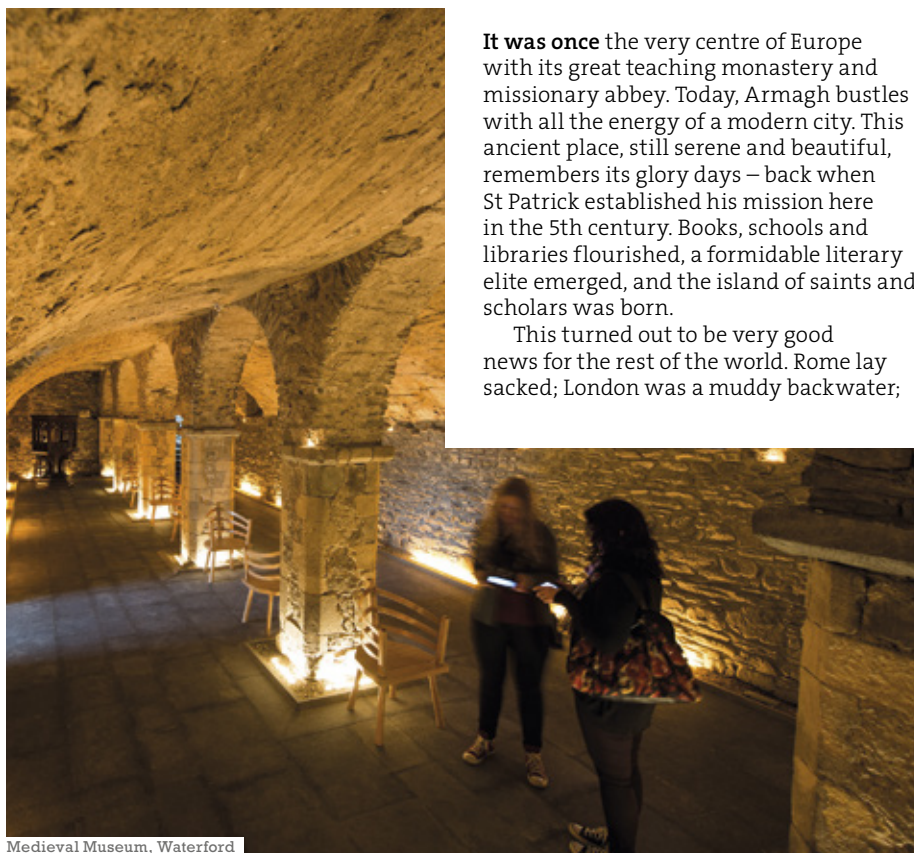 It was once the very centre of Europe
with its great teaching monastery and
missionary abbey. Today, Armagh bustles
with all the energy of a modern city. This
ancient place, still serene and beautiful,
remembers its glory days – back when
St Patrick established his mission here
in the 5th century. Books, schools and
libraries flourished, a formidable literary
elite emerged, and the island of saints and
scholars was born.
This turned out to be very good
news for the rest of the world. Rome lay
sacked; London was a muddy backwater;
Medieval Museum, Waterford